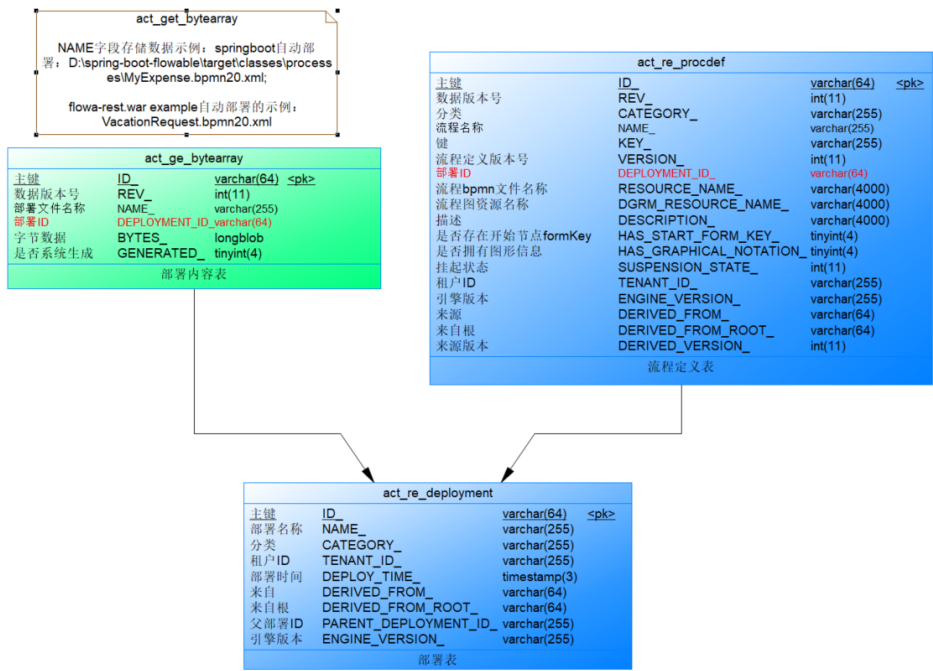 act_get_bytearray
NAME字段存储数据示例：springboot自动部
署：D:\spring-boot-flowable\target\classes\process
es\MyExpense.bpmn20.xml;
flowa-rest.war example自动部署的示例：
VacationRequest.bpmn20.xml
act_ge_bytearray
主键 ID_ varchar(64) <pk>
数据版本号 REV_ int(11)
部署文件名称 NAME_ varchar(255)
部署ID DEPLOYMENT_ID_ varchar(64)
字节数据 BYTES_ longblob
是否系统生成 GENERATED_ tinyint(4)
部署内容表
act_re_procdef
主键 ID_ varchar(64) <pk>
数据版本号 REV_ int(11)
分类 CATEGORY_ varchar(255)
流程名称 NAME_ varchar(255)
键 KEY_ varchar(255)
流程定义版本号 VERSION_ int(11)
部署ID DEPLOYMENT_ID_ varchar(64)
流程bpmn文件名称 RESOURCE_NAME_ varchar(4000)
流程图资源名称 DGRM_RESOURCE_NAME_ varchar(4000)
描述 DESCRIPTION_ varchar(4000)
是否存在开始节点formKey HAS_START_FORM_KEY_ tinyint(4)
是否拥有图形信息 HAS_GRAPHICAL_NOTATION_ tinyint(4)
挂起状态 SUSPENSION_STATE_ int(11)
租户ID TENANT_ID_ varchar(255)
引擎版本 ENGINE_VERSION_ varchar(255)
来源 DERIVED_FROM_ varchar(64)
来自根 DERIVED_FROM_ROOT_ varchar(64)
来源版本 DERIVED_VERSION_ int(11)
流程定义表
act_re_deployment
主键 ID_ varchar(64) <pk>
部署名称 NAME_ varchar(255)
分类 CATEGORY_ varchar(255)
租户ID TENANT_ID_ varchar(255)
部署时间 DEPLOY_TIME_ timestamp(3)
来自 DERIVED_FROM_ varchar(64)
来自根 DERIVED_FROM_ROOT_ varchar(64)
父部署ID PARENT_DEPLOYMENT_ID_ varchar(255)
引擎版本 ENGINE_VERSION_ varchar(255)
部署表